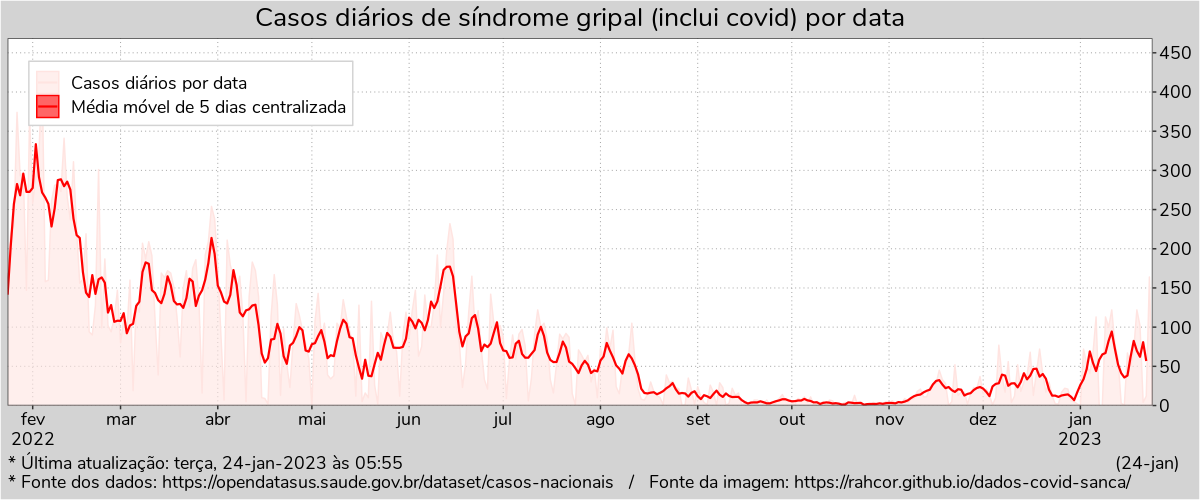 Casos diários de síndrome gripal (inclui covid) por data
Casos diários por data
Média móvel de 5 dias centralizada
450
400
350
300
250
200
150
100
50
0
fev mar abr mai jun jul ago set out nov dez jan
2022 2023
* Última atualização: terça, 24-jan-2023 às 05:55 (24-jan)
* Fonte dos dados: https://opendatasus.saude.gov.br/dataset/casos-nacionais / Fonte da imagem: https://rahcor.github.io/dados-covid-sanca/